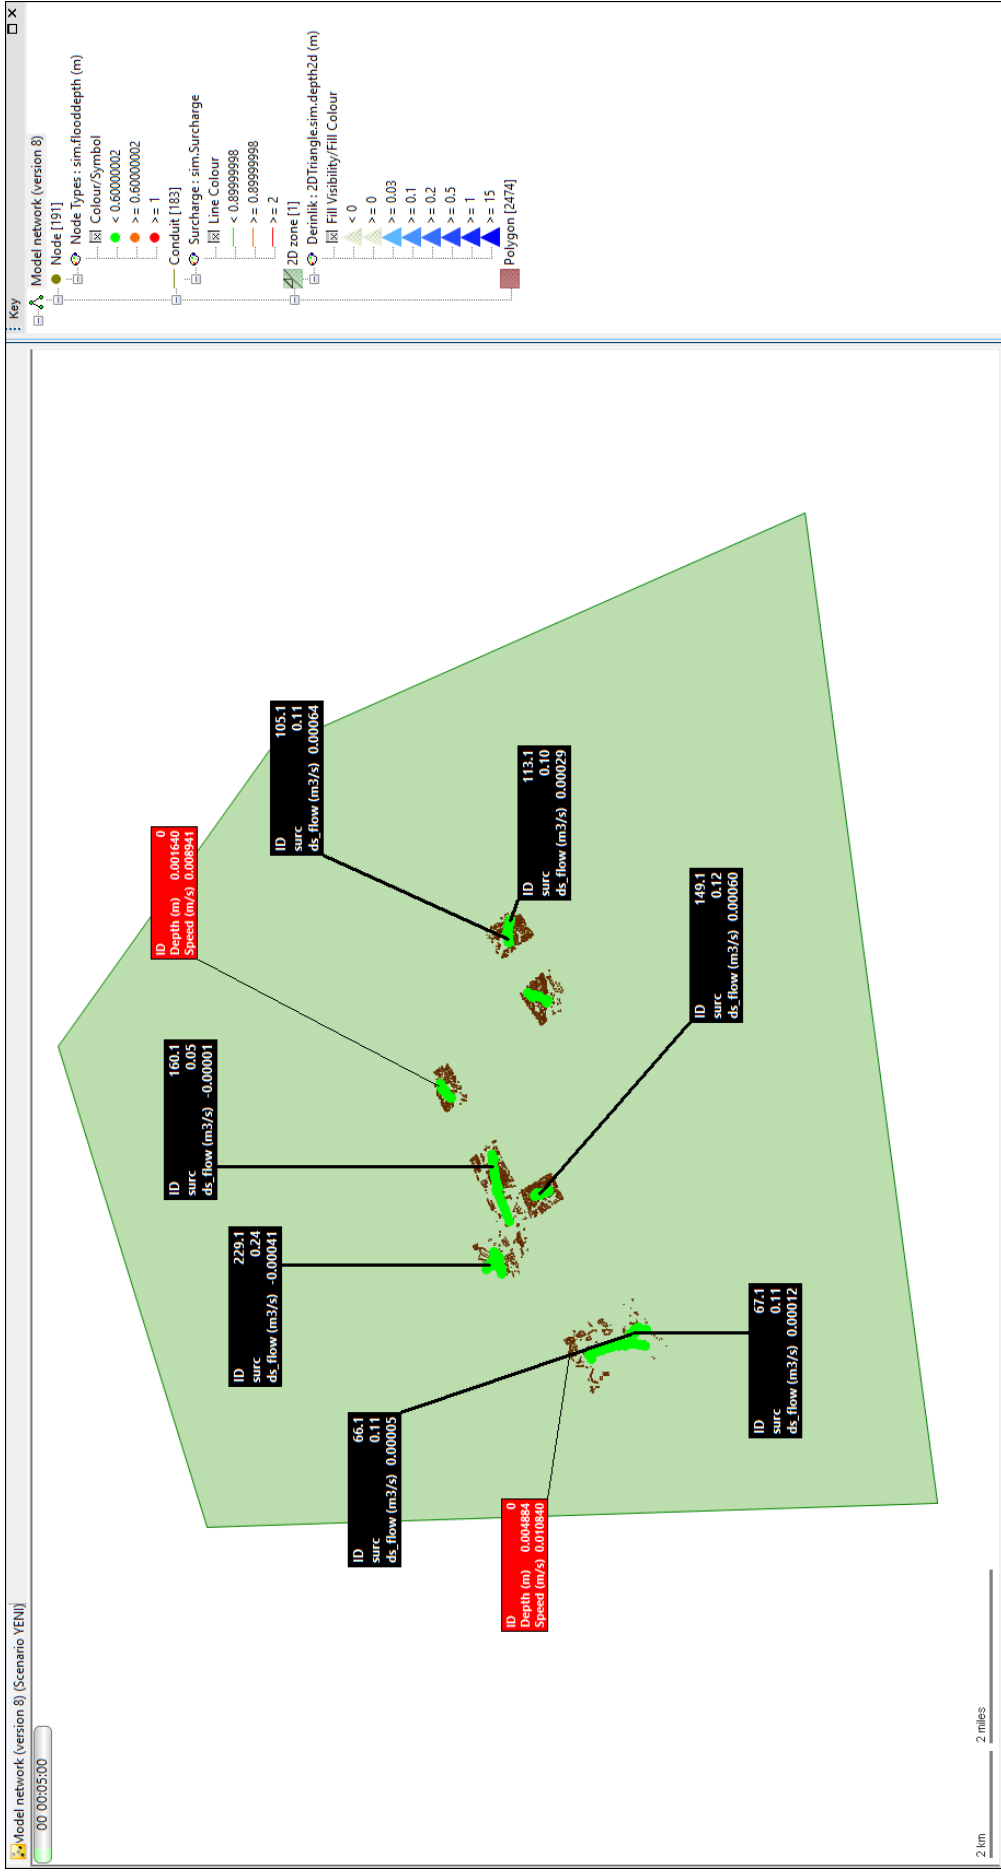 Model network (version 8) (Scenario YENI)
00 00:05:00
ID 66.1
surc 0.11
ds_flow (m3/s) 0.00005
ID 0
Depth (m) 0.004884
Speed (m/s) 0.010840
ID 229.1
surc 0.24
ds_flow (m3/s) -0.00041
ID 67.1
surc 0.11
ds_flow (m3/s) 0.00012
ID 160.1
surc 0.05
ds_flow (m3/s) -0.00001
ID 0
Depth (m) 0.001640
Speed (m/s) 0.008941
ID 149.1
surc 0.12
ds_flow (m3/s) 0.00060
ID 105.1
surc 0.11
ds_flow (m3/s) 0.00064
ID 113.1
surc 0.10
ds_flow (m3/s) 0.00029
2 km
2 miles
Key
Model network (version 8)
Node [191]
Node Types : sim.flooddepth (m)
Colour/Symbol
< 0.60000002
>= 0.60000002
>= 1
Conduit [183]
Surcharge : sim.Surcharge
Line Colour
< 0.89999998
>= 0.89999998
>= 2
2D zone [1]
Derinlik : 2DTriangle.sim.depth2d (m)
Fill Visibility/Fill Colour
< 0
>= 0
>= 0.03
>= 0.1
>= 0.2
>= 0.5
>= 1
>= 15
Polygon [2474]